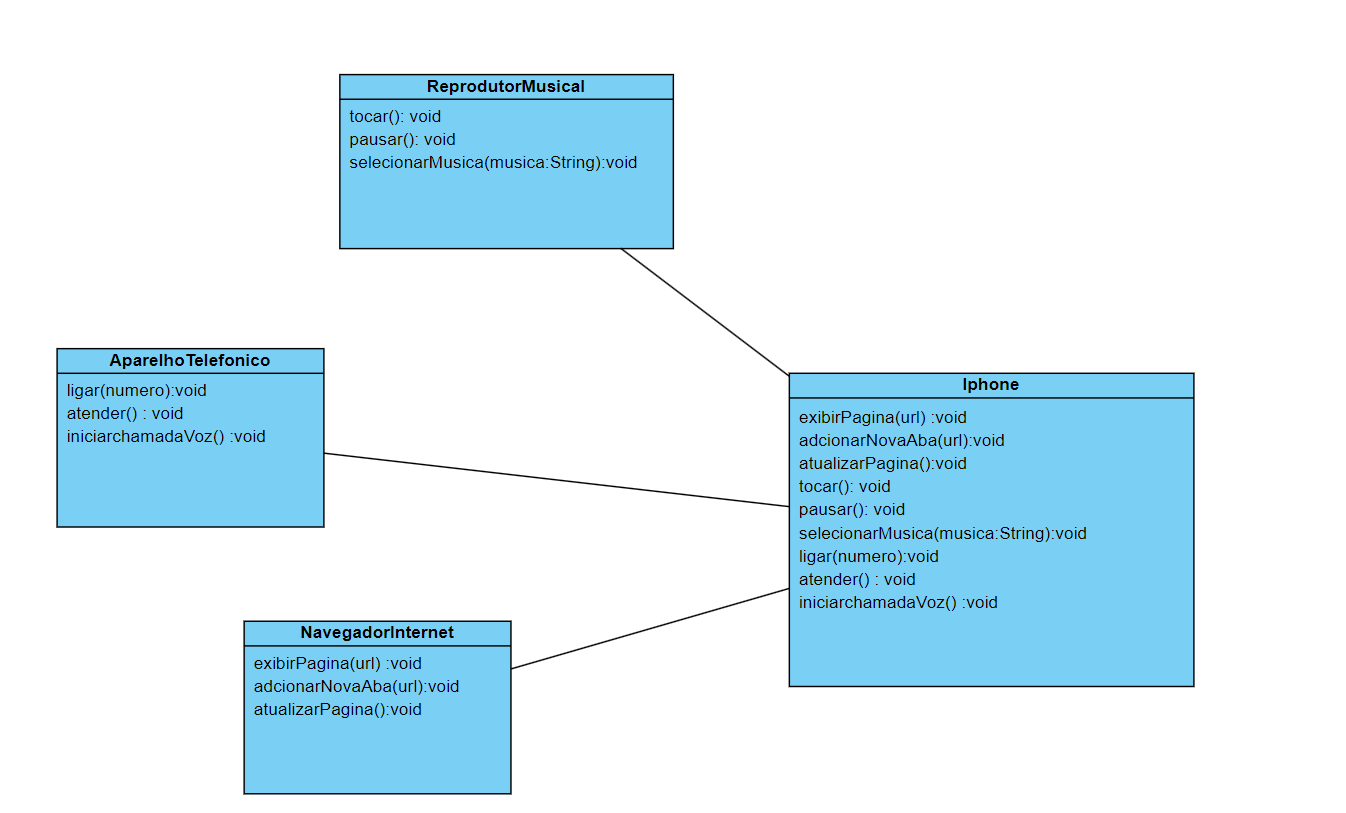 ReprodutorMusical
tocar(): void
pausar(): void
selecionarMusica(musica:String):void
AparelhoTelefonico
ligar(numero):void
atender() : void
iniciarchamadaVoz() :void
Iphone
exibirPagina(url) :void
adcionarNovaAba(url):void
atualizarPagina():void
tocar(): void
pausar(): void
selecionarMusica(musica:String):void
ligar(numero):void
atender() : void
iniciarchamadaVoz() :void
NavegadorInternet
exibirPagina(url) :void
adcionarNovaAba(url):void
atualizarPagina():void